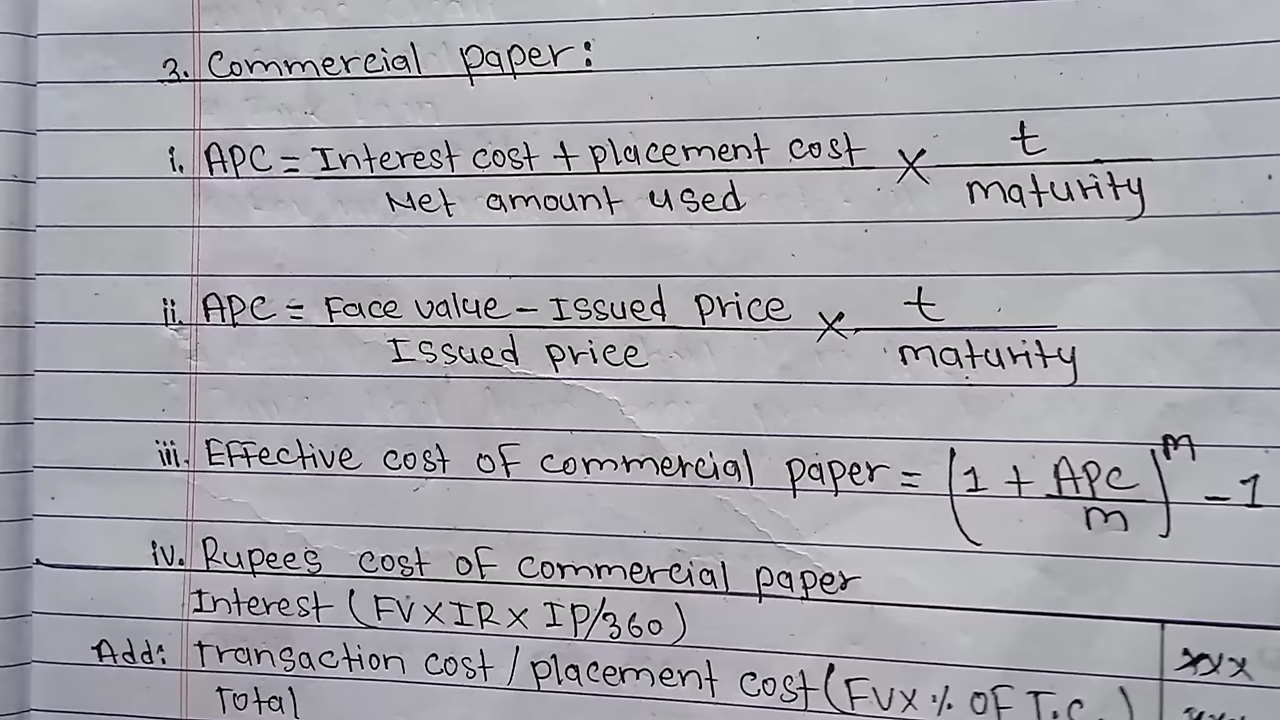 3. Commercial paper:
i. APC = Interest cost + placement cost / Net amount used × t / maturity
ii. APC = Face value - Issued price / Issued price × t / maturity
iii. Effective cost of commercial paper = (1 + APC/m)^m - 1
iv. Rupees cost of commercial paper
Interest (FV×IR× IP/360) xxx
Add: Transaction cost / placement cost (FV× % OF T.C.)
Total